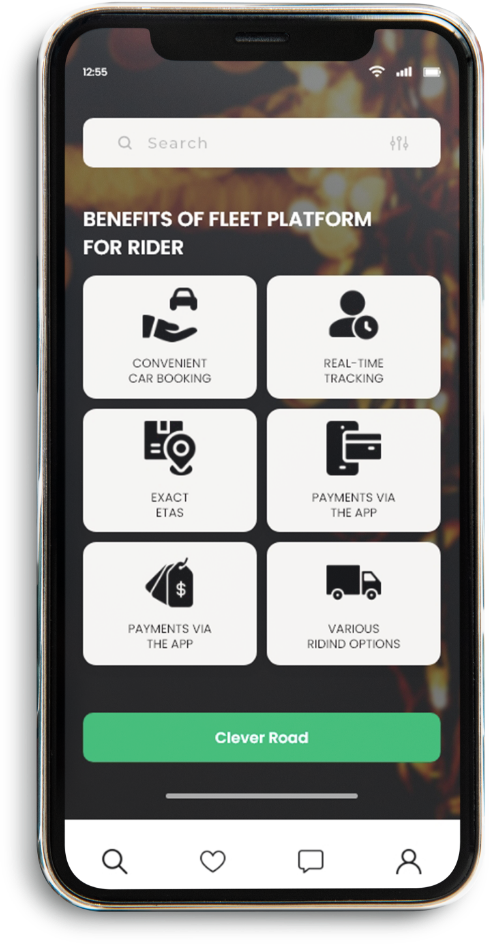 12:55
Search
BENEFITS OF FLEET PLATFORM
FOR RIDER
CONVENIENT
CAR BOOKING
REAL-TIME
TRACKING
EXACT
ETAS
PAYMENTS VIA
THE APP
$
PAYMENTS VIA
THE APP
VARIOUS
RIDIND OPTIONS
Clever Road